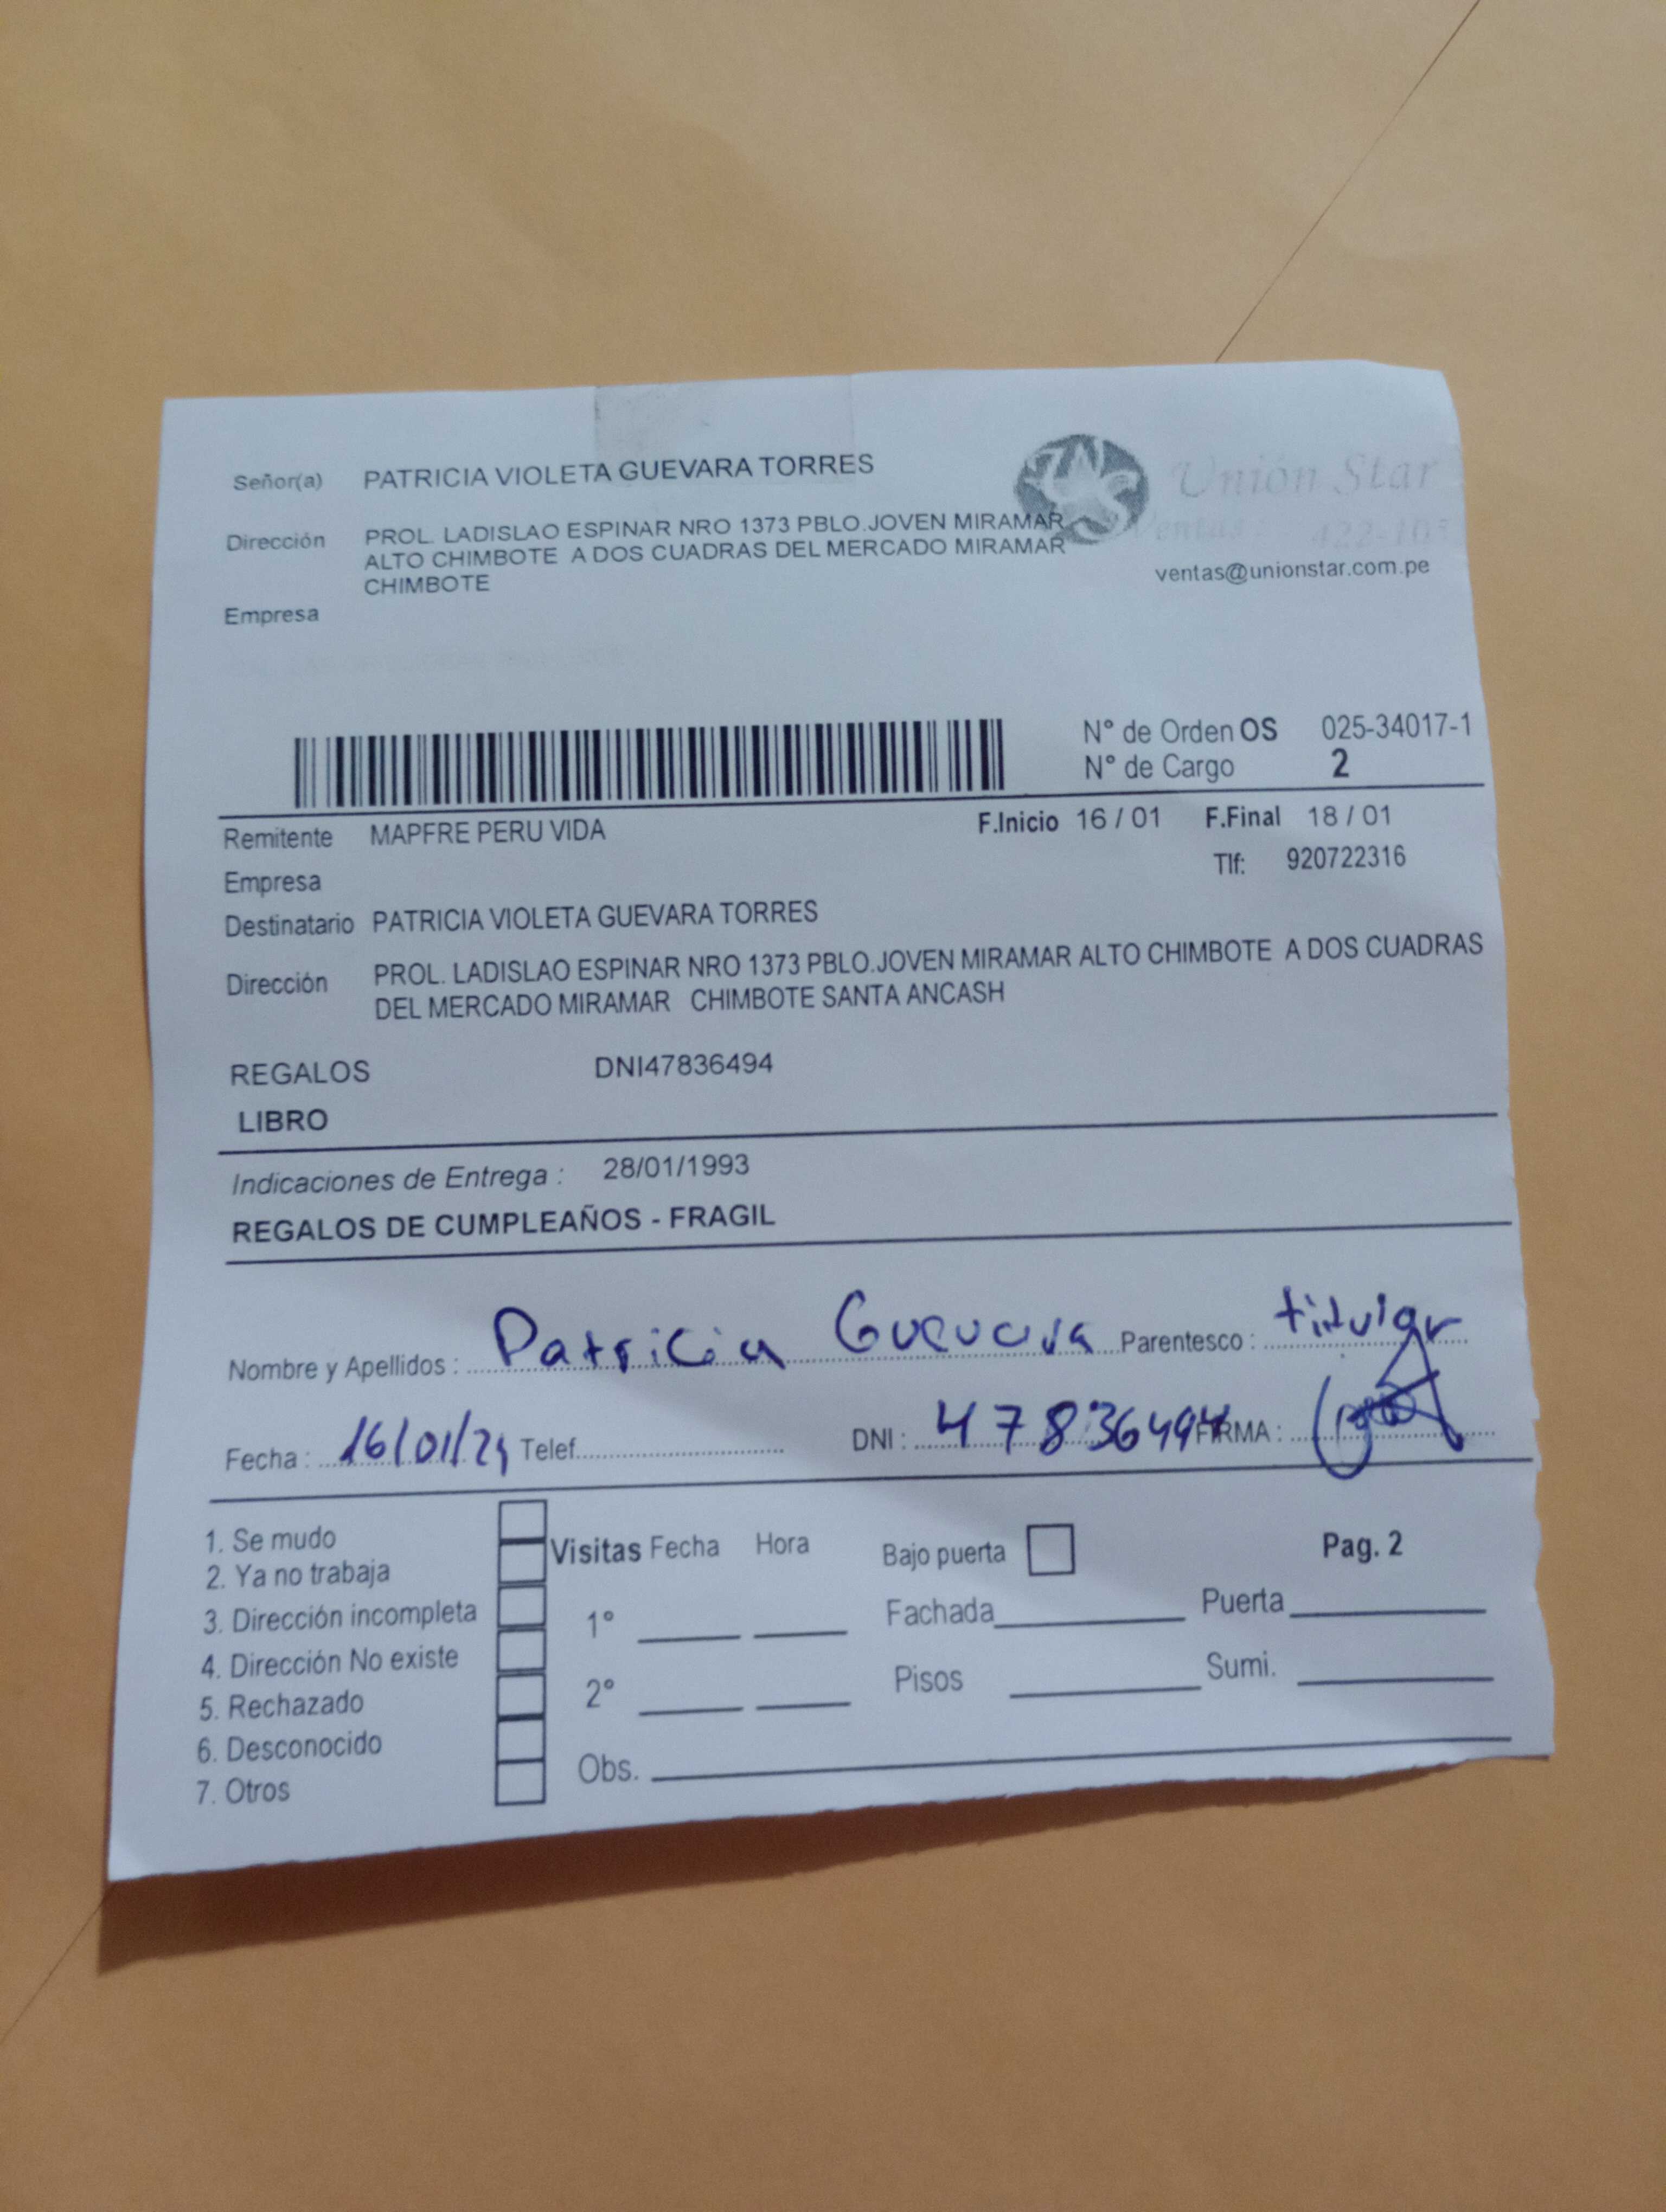 Señor(a) PATRICIA VIOLETA GUEVARA TORRES
Unión Star
Dirección PROL. LADISLAO ESPINAR NRO 1373 PBLO.JOVEN MIRAMAR
ALTO CHIMBOTE A DOS CUADRAS DEL MERCADO MIRAMAR
CHIMBOTE
Ventas 422-105
ventas@unionstar.com.pe
Empresa
N° de Orden OS 025-34017-1
N° de Cargo 2
Remitente MAPFRE PERU VIDA F.Inicio 16 / 01 F.Final 18 / 01
Empresa Tlf: 920722316
Destinatario PATRICIA VIOLETA GUEVARA TORRES
Dirección PROL. LADISLAO ESPINAR NRO 1373 PBLO.JOVEN MIRAMAR ALTO CHIMBOTE A DOS CUADRAS
DEL MERCADO MIRAMAR CHIMBOTE SANTA ANCASH
REGALOS DNI47836494
LIBRO
Indicaciones de Entrega : 28/01/1993
REGALOS DE CUMPLEAÑOS - FRAGIL
Nombre y Apellidos : Patricia Guevara Parentesco : titular
Fecha : 16/01/24 Telef. DNI : 47836494 FIRMA :
1. Se mudo
2. Ya no trabaja
3. Dirección incompleta
4. Dirección No existe
5. Rechazado
6. Desconocido
7. Otros
Visitas Fecha Hora
1°
2°
Obs.
Bajo puerta Pag. 2
Fachada Puerta
Pisos Sumi.